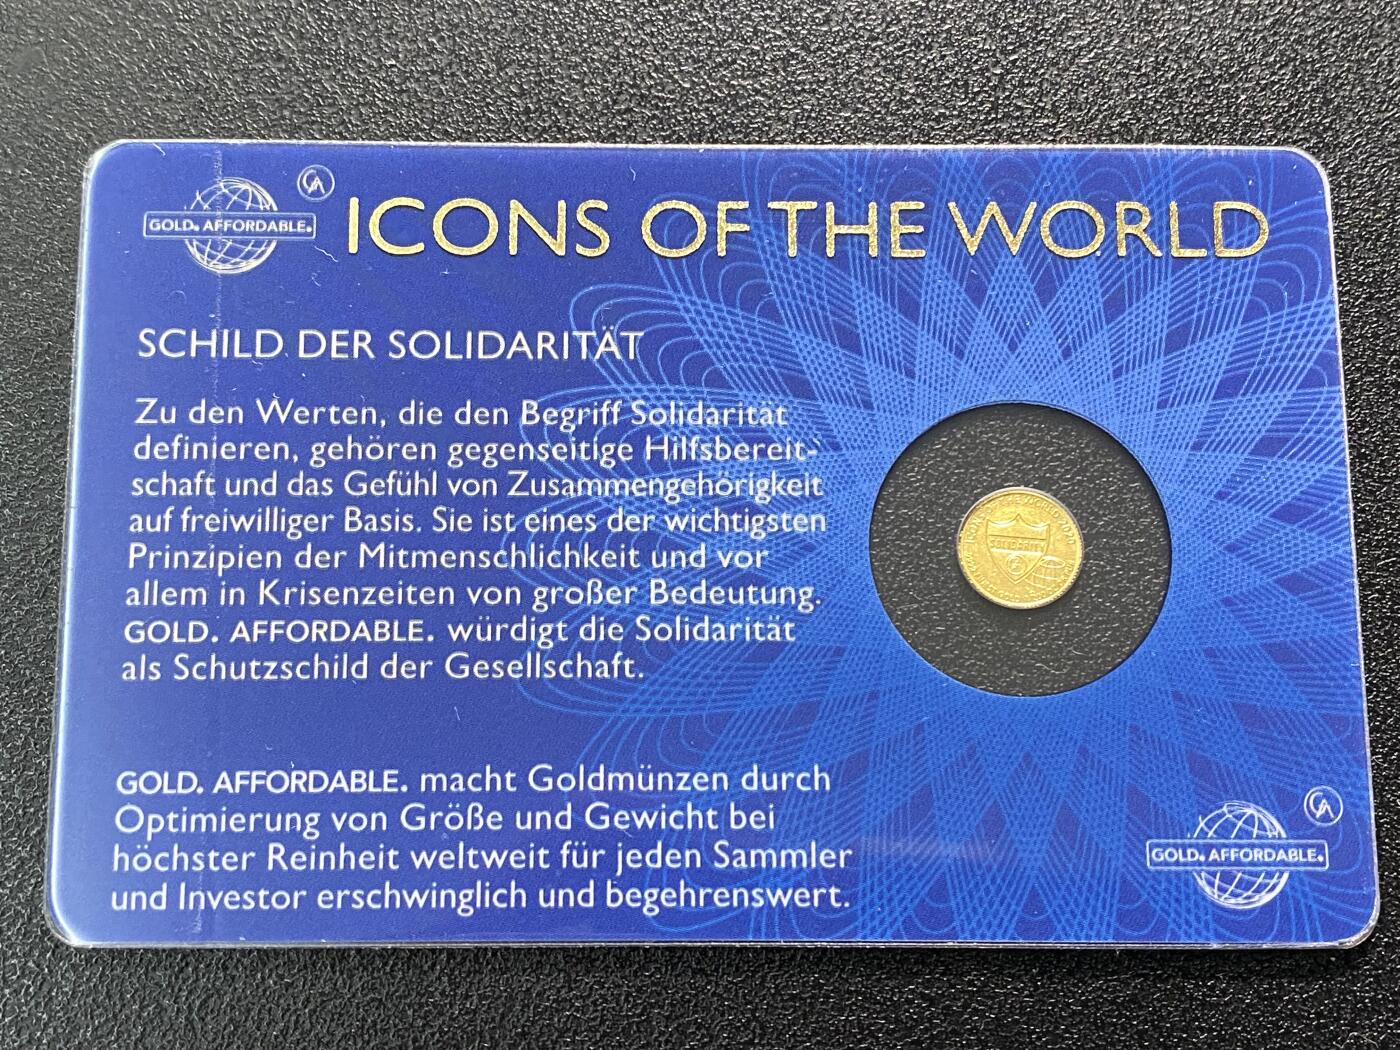 GOLD. AFFORDABLE.
GA
ICONS OF THE WORLD
SCHILD DER SOLIDARITÄT
Zu den Werten, die den Begriff Solidarität
definieren, gehören gegenseitige Hilfsbereit-
schaft und das Gefühl von Zusammengehörigkeit
auf freiwilliger Basis. Sie ist eines der wichtigsten
Prinzipien der Mitmenschlichkeit und vor
allem in Krisenzeiten von großer Bedeutung.
GOLD. AFFORDABLE. würdigt die Solidarität
als Schutzschild der Gesellschaft.
SOLIDARITY
GOLD. AFFORDABLE. macht Goldmünzen durch
Optimierung von Größe und Gewicht bei
höchster Reinheit weltweit für jeden Sammler
und Investor erschwinglich und begehrenswert.
GA
GOLD. AFFORDABLE.